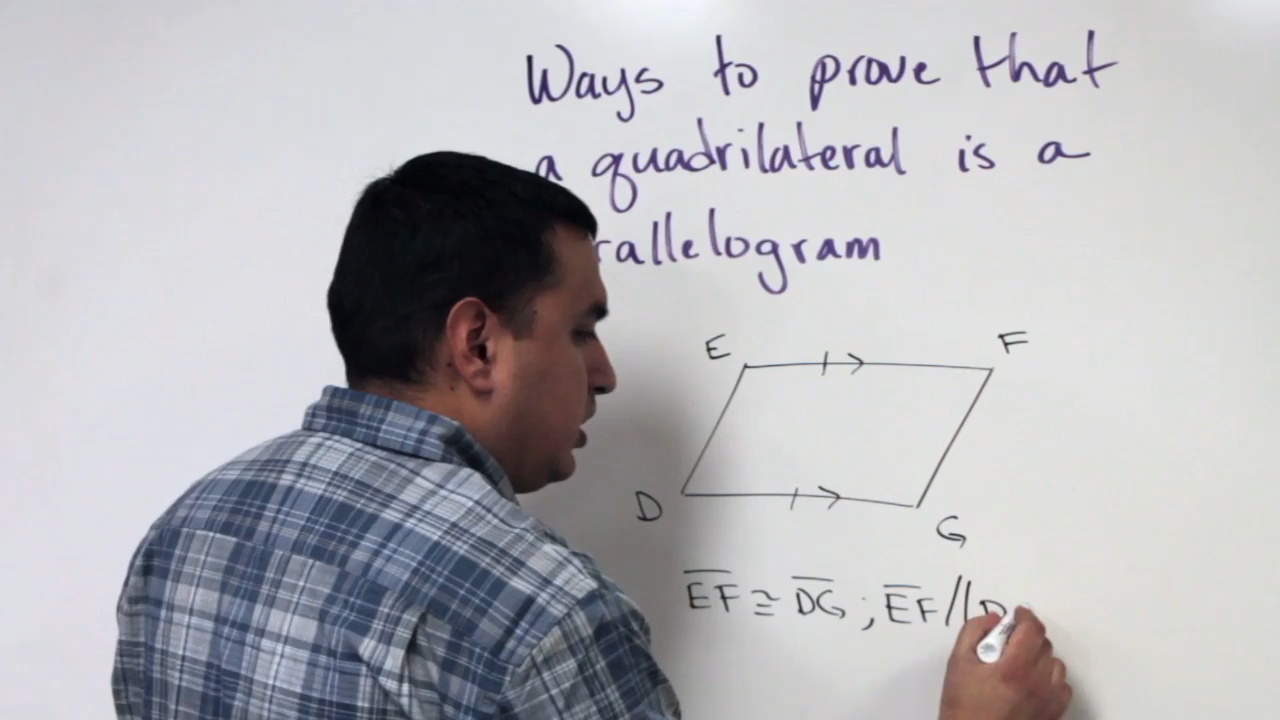 Ways to prove that
a quadrilateral is a
rallelogram
E F
D
G
EF ≅ DG ; EF // D